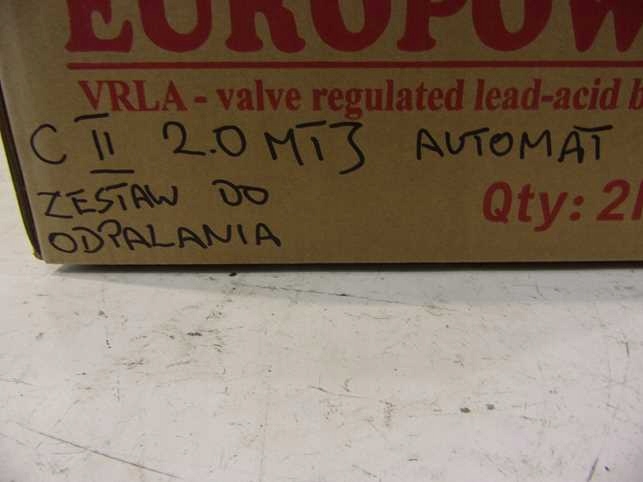 EUROPOW
VRLA - valve regulated lead-acid b
C II 2.0 MTJ AUTOMAT
ZESTAW DO
Qty: 2
ODPALANIA